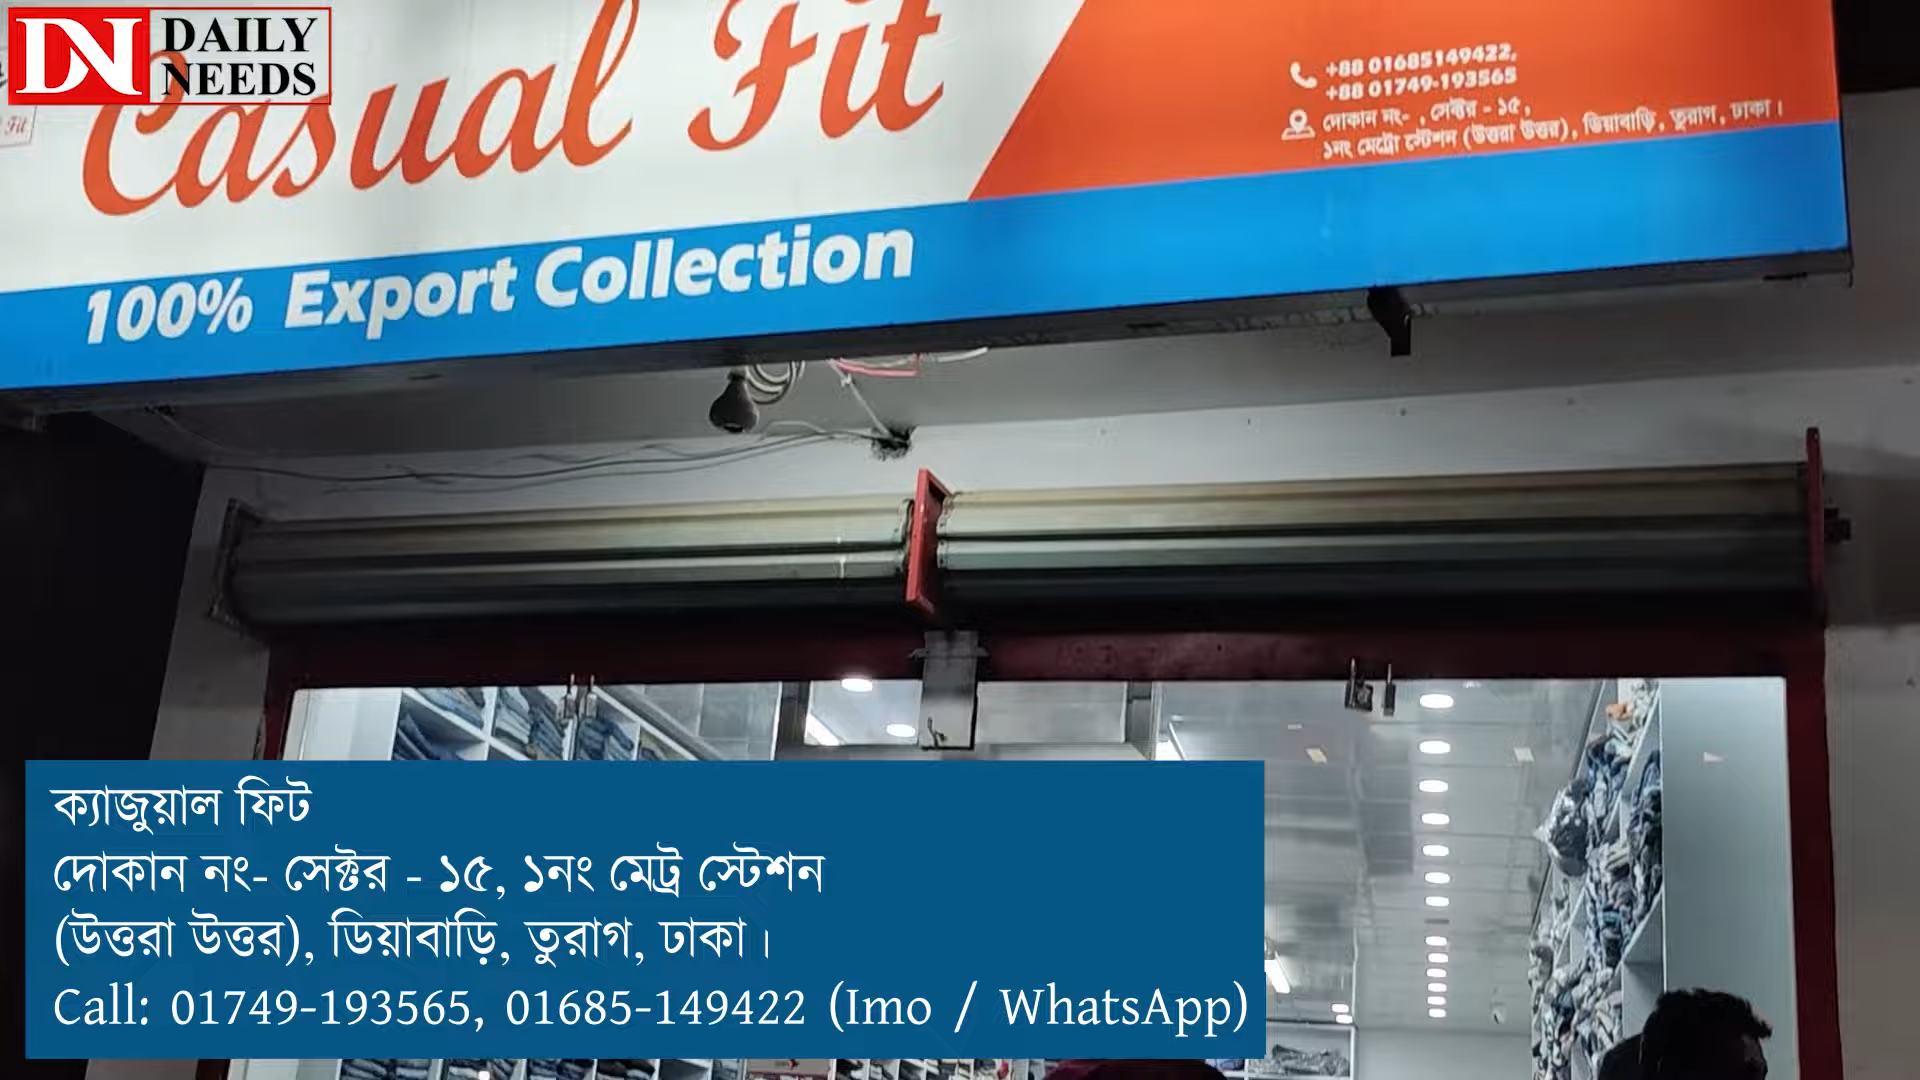 DN DAILY
NEEDS
Casual Fit
+88 01685149422,
+88 01749-193565
দোকান নং- , সেক্টর - ১৫,
১নং মেট্রো স্টেশন (উত্তরা উত্তর), ডিয়াবাড়ি, তুরাগ, ঢাকা।
Fit
100% Export Collection
ক্যাজুয়াল ফিট
দোকান নং- সেক্টর - ১৫, ১নং মেট্র স্টেশন
(উত্তরা উত্তর), ডিয়াবাড়ি, তুরাগ, ঢাকা।
Call: 01749-193565, 01685-149422 (Imo / WhatsApp)